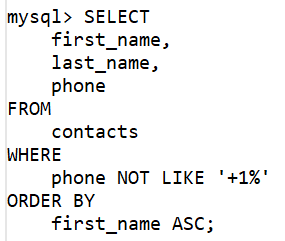 mysql> SELECT
    first_name,
    last_name,
    phone
FROM
    contacts
WHERE
    phone NOT LIKE '+1%'
ORDER BY
    first_name ASC;